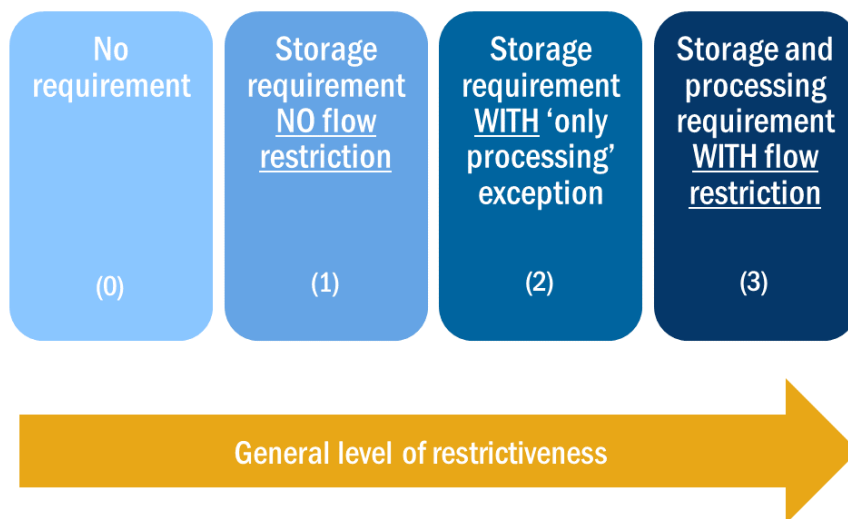 No
requirement
(0)
Storage
requirement
NO flow
restriction
(1)
Storage
requirement
WITH ‘only
processing’
exception
(2)
Storage and
processing
requirement
WITH flow
restriction
(3)
General level of restrictiveness